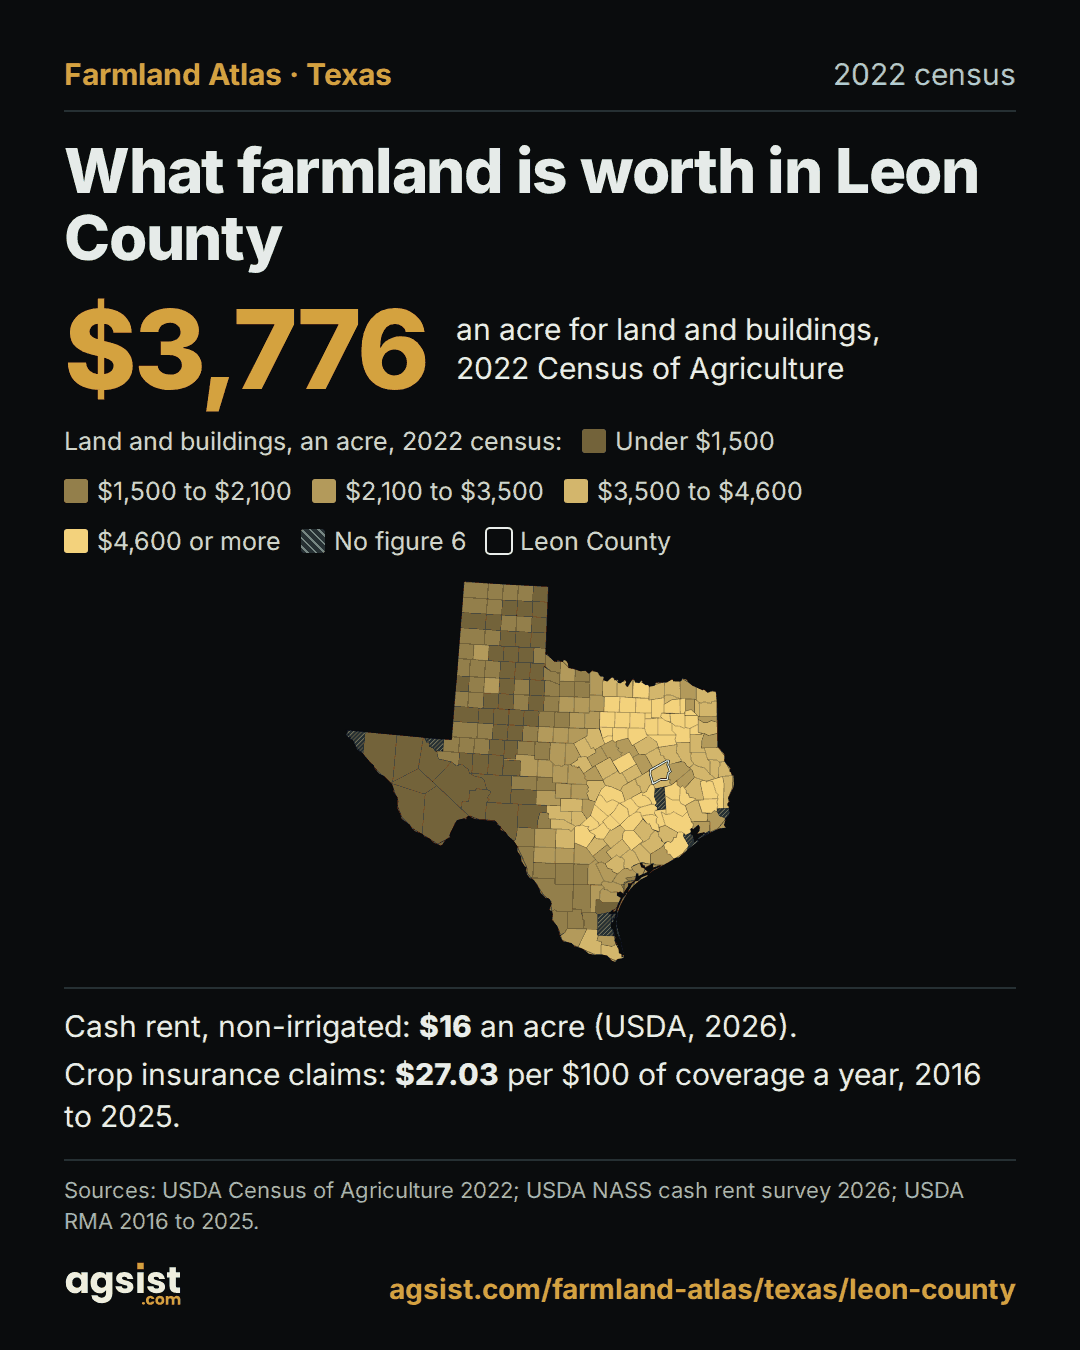 Farmland Atlas · Texas
2022 census
What farmland is worth in Leon
County
$3,776
an acre for land and buildings,
2022 Census of Agriculture
Land and buildings, an acre, 2022 census: Under $1,500
$1,500 to $2,100 $2,100 to $3,500 $3,500 to $4,600
$4,600 or more No figure 6 Leon County
Cash rent, non-irrigated: $16 an acre (USDA, 2026).
Crop insurance claims: $27.03 per $100 of coverage a year, 2016
to 2025.
Sources: USDA Census of Agriculture 2022; USDA NASS cash rent survey 2026; USDA
RMA 2016 to 2025.
agsist
.com
agsist.com/farmland-atlas/texas/leon-county